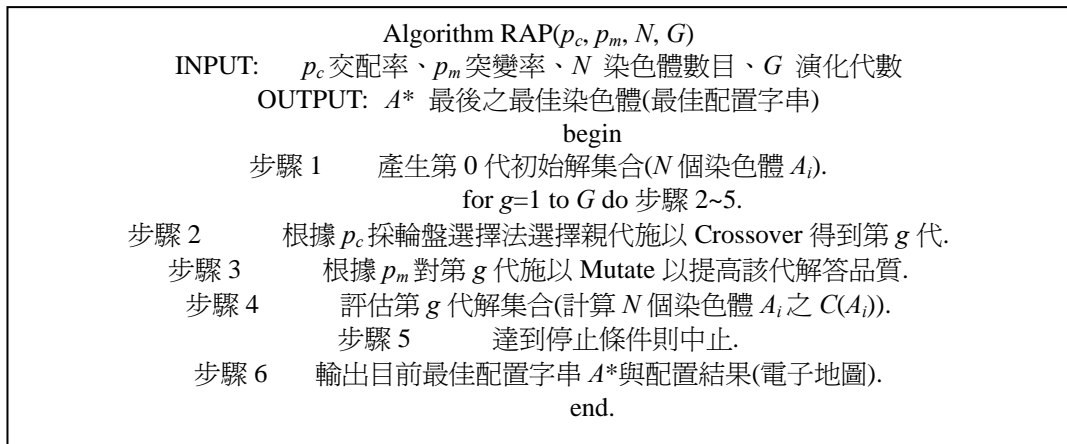 Algorithm RAP(pc, pm, N, G)
INPUT: pc 交配率、pm 突變率、N 染色體數目、G 演化代數
OUTPUT: A* 最後之最佳染色體(最佳配置字串)
begin
步驟 1 產生第 0 代初始解集合(N 個染色體 Ai).
for g=1 to G do 步驟 2~5.
步驟 2 根據 pc 採輪盤選擇法選擇親代施以 Crossover 得到第 g 代.
步驟 3 根據 pm 對第 g 代施以 Mutate 以提高該代解答品質.
步驟 4 評估第 g 代解集合(計算 N 個染色體 Ai 之 C(Ai)).
步驟 5 達到停止條件則中止.
步驟 6 輸出目前最佳配置字串 A*與配置結果(電子地圖).
end.